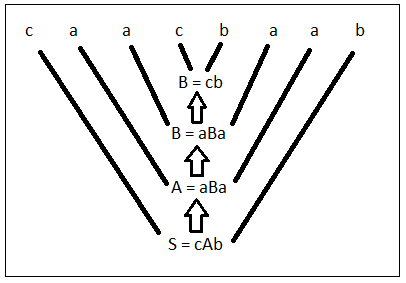 c a a c b a a b
B = cb
B = aBa
A = aBa
S = cAb